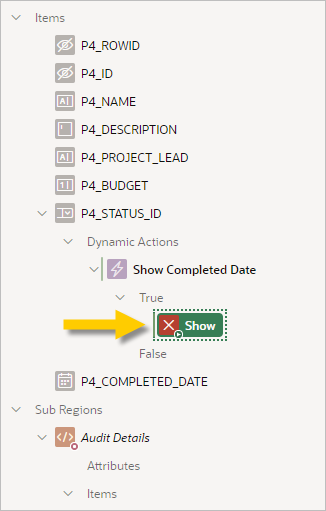 Items
P4_ROWID
P4_ID
P4_NAME
P4_DESCRIPTION
P4_PROJECT_LEAD
P4_BUDGET
P4_STATUS_ID
Dynamic Actions
Show Completed Date
True
Show
False
P4_COMPLETED_DATE
Sub Regions
Audit Details
Attributes
Items